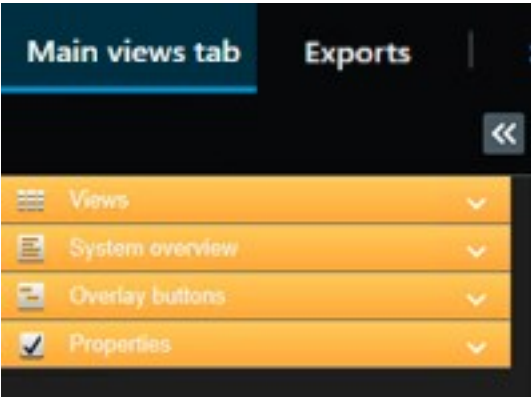 Main views tab Exports
Views
System overview
Overlay buttons
Properties